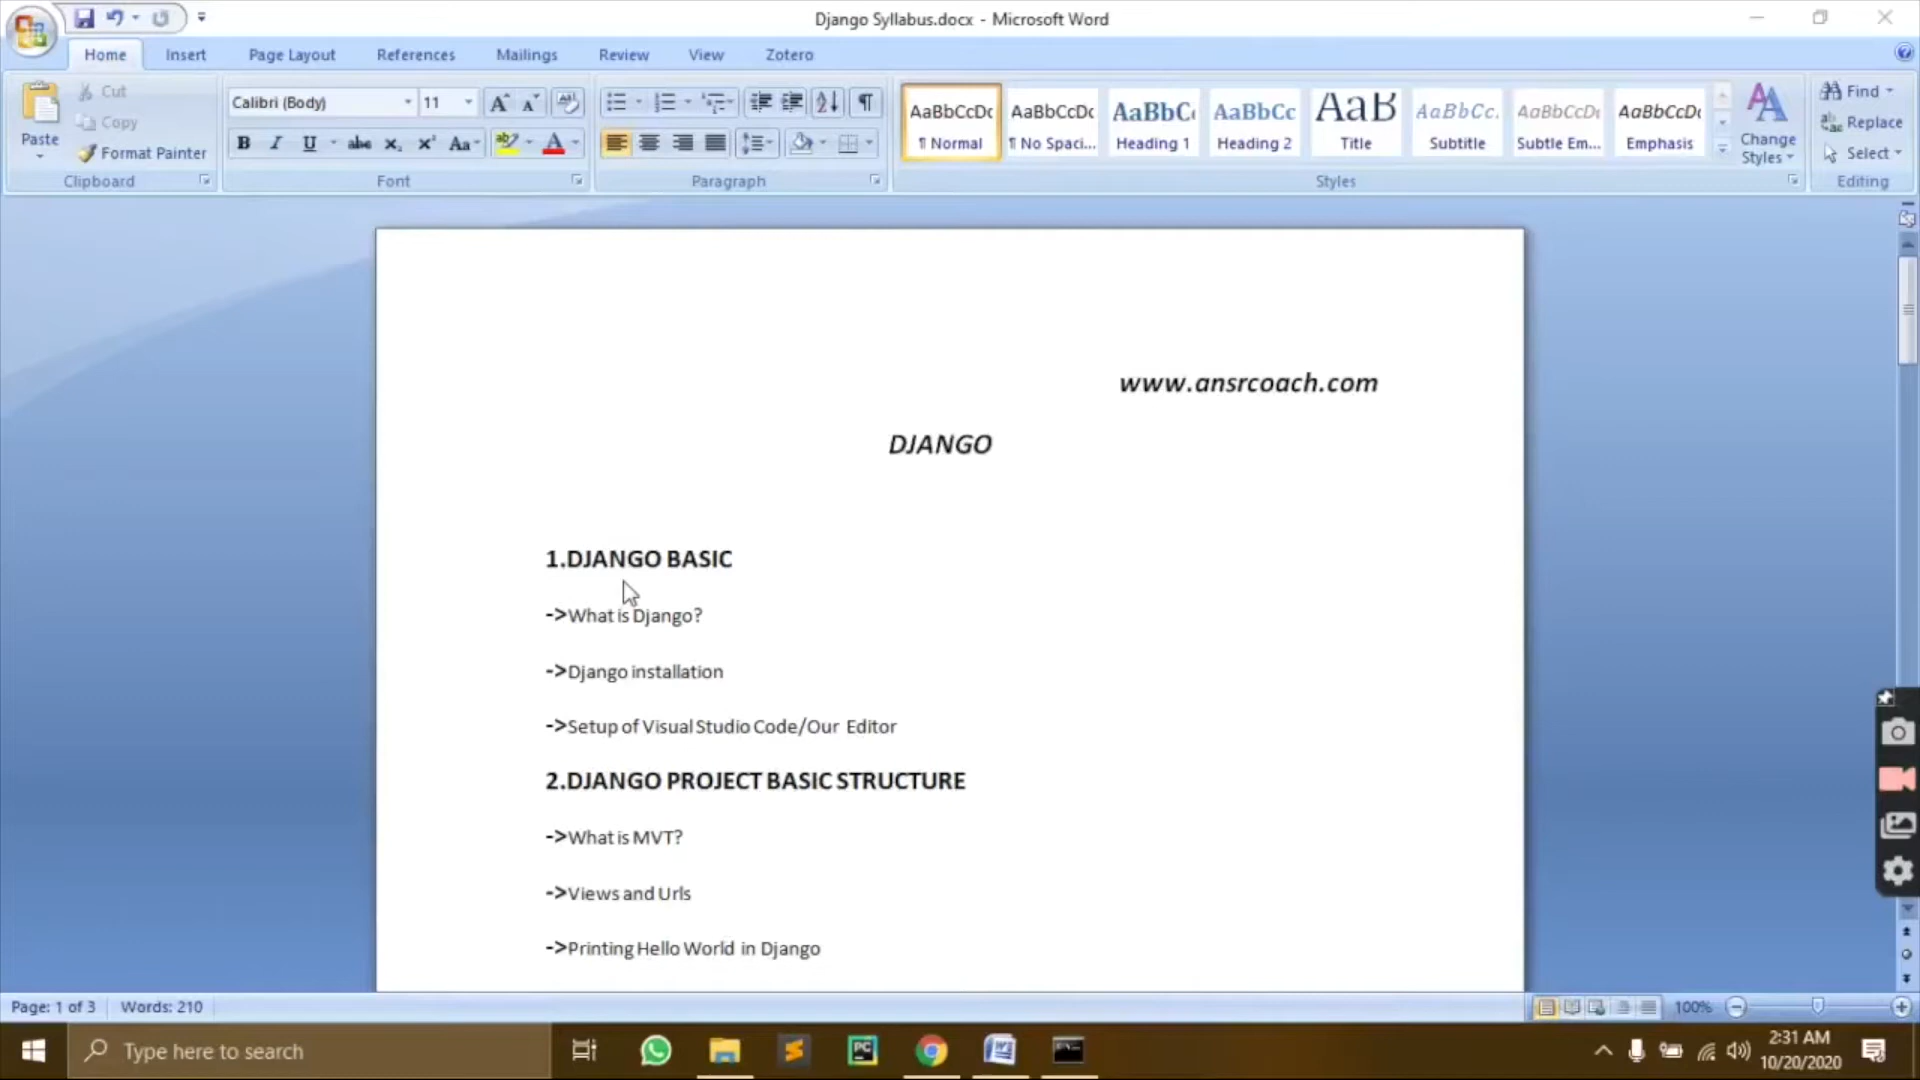 Django Syllabus.docx - Microsoft Word
Home Insert Page Layout References Mailings Review View Zotero
Paste
Cut
Copy
Format Painter
Clipboard
Calibri (Body) 11
B I U abc x₂ x² Aa
Font
Paragraph
AaBbCcDc AaBbCcDc AaBbC AaBbCc AaB AaBbCc. AaBbCcDc AaBbCcDc
¶ Normal ¶ No Spaci... Heading 1 Heading 2 Title Subtitle Subtle Em... Emphasis
Change Styles
Styles
Find
Replace
Select
Editing
www.ansrcoach.com
DJANGO
1.DJANGO BASIC
->What is Django?
->Django installation
->Setup of Visual Studio Code/Our Editor
2.DJANGO PROJECT BASIC STRUCTURE
->What is MVT?
->Views and Urls
->Printing Hello World in Django
Page: 1 of 3 Words: 210 100%
Type here to search
2:31 AM
10/20/2020